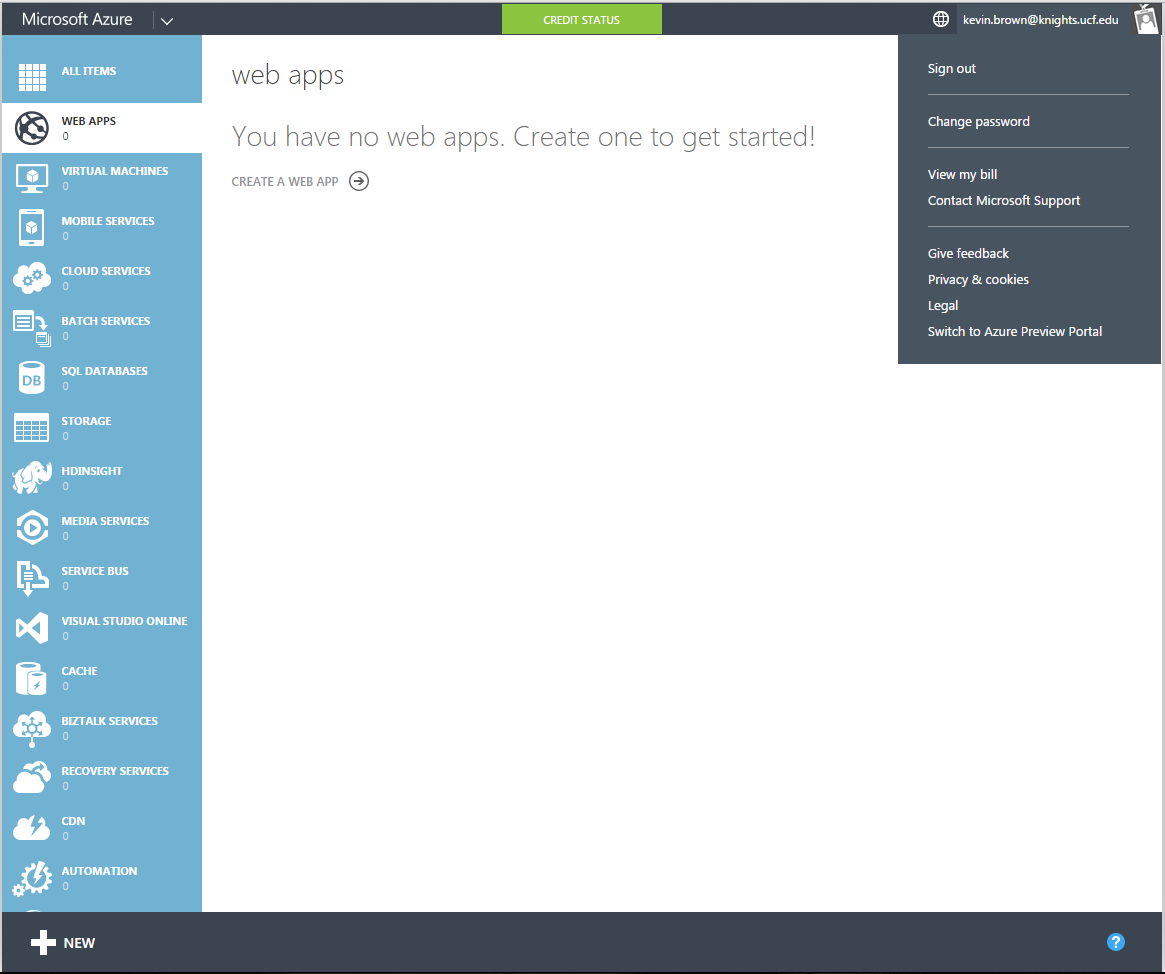 Microsoft Azure
CREDIT STATUS
kevin.brown@knights.ucf.edu
ALL ITEMS
WEB APPS
0
VIRTUAL MACHINES
0
MOBILE SERVICES
0
CLOUD SERVICES
0
BATCH SERVICES
0
SQL DATABASES
0
DB
STORAGE
0
HDINSIGHT
0
MEDIA SERVICES
0
SERVICE BUS
0
VISUAL STUDIO ONLINE
0
CACHE
0
BIZTALK SERVICES
0
RECOVERY SERVICES
0
CDN
0
AUTOMATION
0
web apps
You have no web apps. Create one to get started!
CREATE A WEB APP
Sign out
Change password
View my bill
Contact Microsoft Support
Give feedback
Privacy & cookies
Legal
Switch to Azure Preview Portal
NEW
?